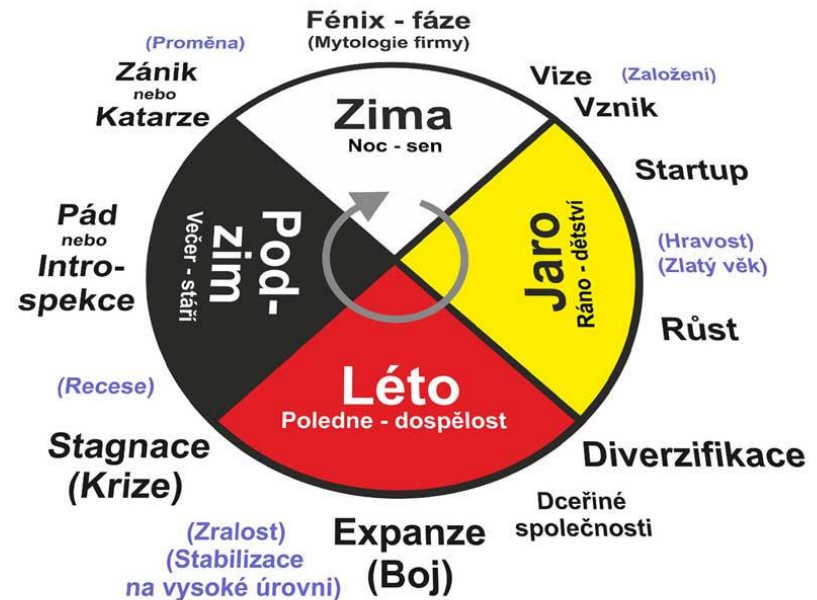 Fénix - fáze
(Mytologie firmy)
(Proměna)
Zánik
nebo
Katarze
Vize (Založení)
Vznik
Zima
Noc - sen
Startup
Pád
nebo
Intro-
spekce
Pod-
zim
Večer - stáří
Jaro
Ráno - dětství
(Hravost)
(Zlatý věk)
Růst
(Recese)
Léto
Poledne - dospělost
Stagnace
(Krize)
Diverzifikace
Dceřiné
společnosti
(Zralost)
(Stabilizace
na vysoké úrovni)
Expanze
(Boj)